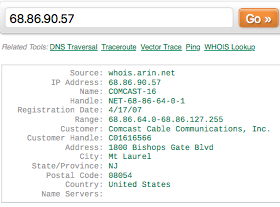 68.86.90.57 Go »
Related Tools: DNS Traversal Traceroute Vector Trace Ping WHOIS Lookup
Source: whois.arin.net
IP Address: 68.86.90.57
Name: COMCAST-16
Handle: NET-68-86-64-0-1
Registration Date: 4/17/07
Range: 68.86.64.0-68.86.127.255
Customer: Comcast Cable Communications, Inc.
Customer Handle: C01616566
Address: 1800 Bishops Gate Blvd
City: Mt Laurel
State/Province: NJ
Postal Code: 08054
Country: United States
Name Servers: